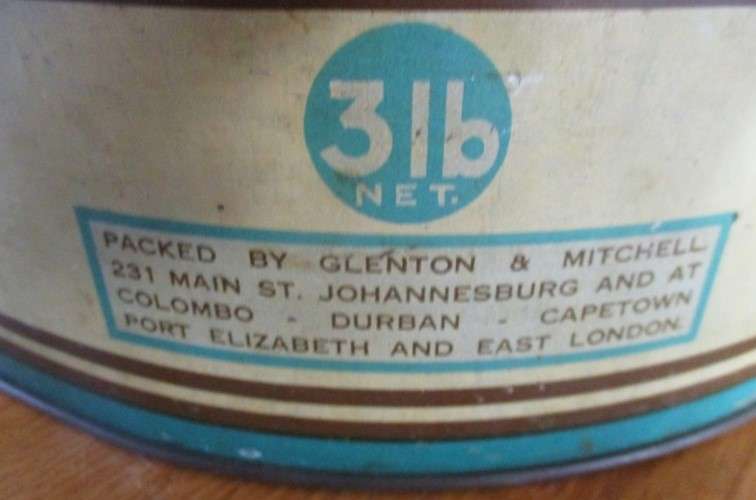 3lb
NET.
PACKED BY GLENTON & MITCHELL
231 MAIN ST. JOHANNESBURG AND AT
COLOMBO - DURBAN - CAPETOWN
PORT ELIZABETH AND EAST LONDON.